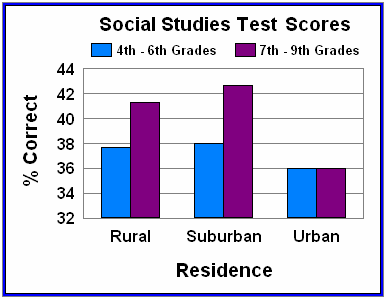 Social Studies Test Scores
4th - 6th Grades 7th - 9th Grades
44
42
40
38
36
34
32
% Correct
Rural Suburban Urban
Residence